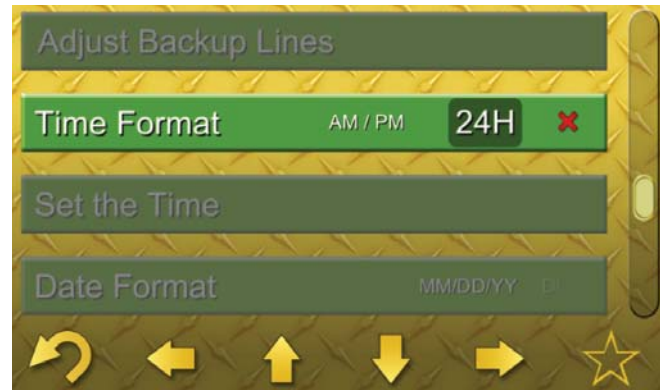 Adjust Backup Lines
Time Format AM / PM 24H
Set the Time
Date Format MM/DD/YY